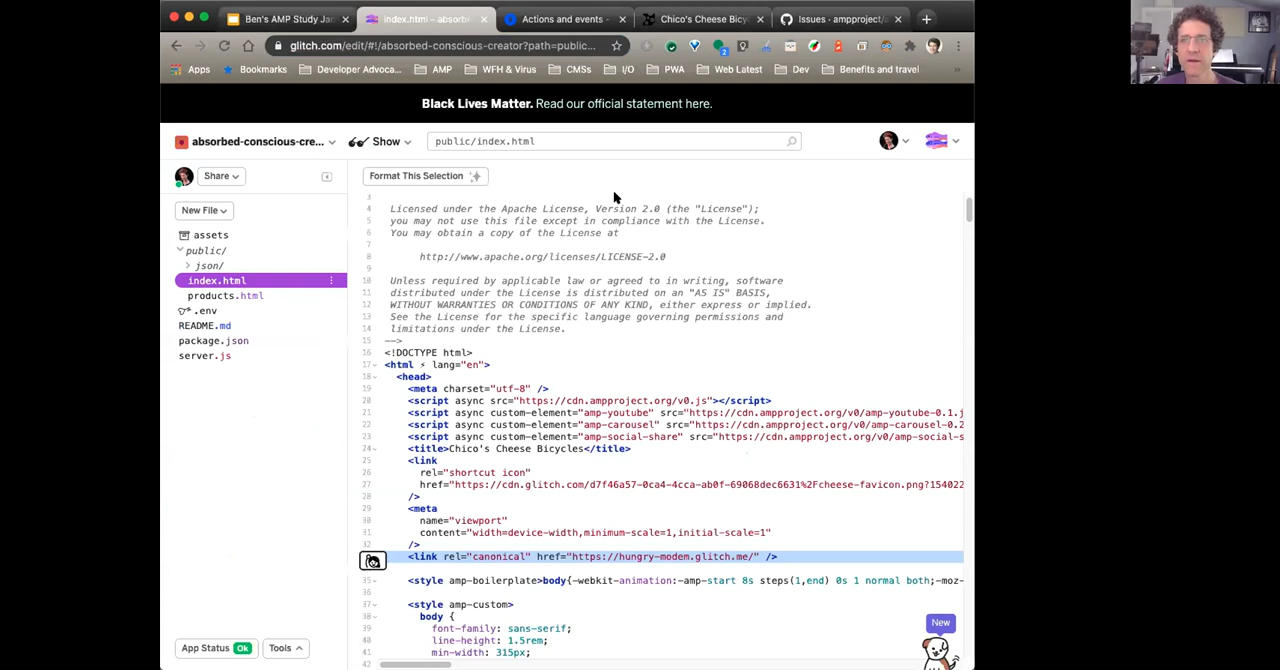 Ben's AMP Study Ja
index.html – absorb
Actions and events
Chico's Cheese Bicy
Issues · ampproject/a
glitch.com/edit/#!/absorbed-conscious-creator?path=public...
2
Apps
Bookmarks
Developer Advoca...
AMP
WFH & Virus
CMSs
I/O
PWA
Web Latest
Dev
Benefits and travel
»
Black Lives Matter. Read our official statement here.
absorbed-conscious-cre...
Show
public/index.html
Share
Format This Selection
New File
assets
public/
json/
index.html
products.html
.env
README.md
package.json
server.js
App Status Ok
Tools
3
4 Licensed under the Apache License, Version 2.0 (the "License");
5 you may not use this file except in compliance with the License.
6 You may obtain a copy of the License at
7
8 http://www.apache.org/licenses/LICENSE-2.0
9
10 Unless required by applicable law or agreed to in writing, software
11 distributed under the License is distributed on an "AS IS" BASIS,
12 WITHOUT WARRANTIES OR CONDITIONS OF ANY KIND, either express or implied.
13 See the License for the specific language governing permissions and
14 limitations under the License.
15 -->
16 <!DOCTYPE html>
17 <html ⚡ lang="en">
18 <head>
19 <meta charset="utf-8" />
20 <script async src="https://cdn.ampproject.org/v0.js"></script>
21 <script async custom-element="amp-youtube" src="https://cdn.ampproject.org/v0/amp-youtube-0.1.j
22 <script async custom-element="amp-carousel" src="https://cdn.ampproject.org/v0/amp-carousel-0.2
23 <script async custom-element="amp-social-share" src="https://cdn.ampproject.org/v0/amp-social-s
24 <title>Chico's Cheese Bicycles</title>
25 <link
26 rel="shortcut icon"
27 href="https://cdn.glitch.com/d7f46a57-0ca4-4cca-ab0f-69068dec6631%2Fcheese-favicon.png?154022
28 />
29 <meta
30 name="viewport"
31 content="width=device-width,minimum-scale=1,initial-scale=1"
32 />
<link rel="canonical" href="https://hungry-modem.glitch.me/" />
35 <style amp-boilerplate>body{-webkit-animation:-amp-start 8s steps(1,end) 0s 1 normal both;-moz-
36
37 <style amp-custom>
38 body {
39 font-family: sans-serif;
40 line-height: 1.5rem;
41 min-width: 315px;
42
New